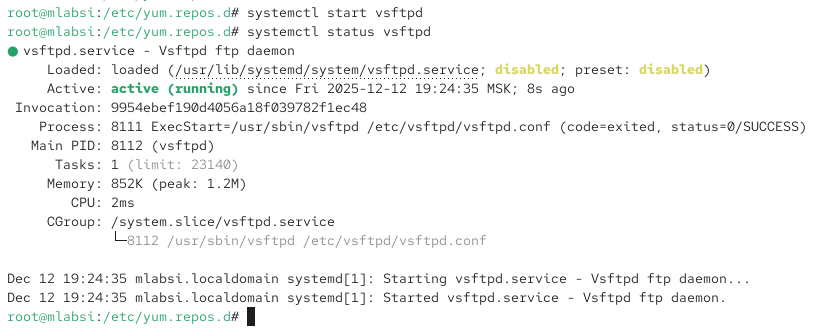 root@mlabsi:/etc/yum.repos.d# systemctl start vsftpd
root@mlabsi:/etc/yum.repos.d# systemctl status vsftpd
● vsftpd.service - Vsftpd ftp daemon
     Loaded: loaded (/usr/lib/systemd/system/vsftpd.service; disabled; preset: disabled)
     Active: active (running) since Fri 2025-12-12 19:24:35 MSK; 8s ago
 Invocation: 9954ebef190d4056a18f039782f1ec48
    Process: 8111 ExecStart=/usr/sbin/vsftpd /etc/vsftpd/vsftpd.conf (code=exited, status=0/SUCCESS)
   Main PID: 8112 (vsftpd)
      Tasks: 1 (limit: 23140)
     Memory: 852K (peak: 1.2M)
        CPU: 2ms
     CGroup: /system.slice/vsftpd.service
             └─8112 /usr/sbin/vsftpd /etc/vsftpd/vsftpd.conf

Dec 12 19:24:35 mlabsi.localdomain systemd[1]: Starting vsftpd.service - Vsftpd ftp daemon...
Dec 12 19:24:35 mlabsi.localdomain systemd[1]: Started vsftpd.service - Vsftpd ftp daemon.
root@mlabsi:/etc/yum.repos.d#